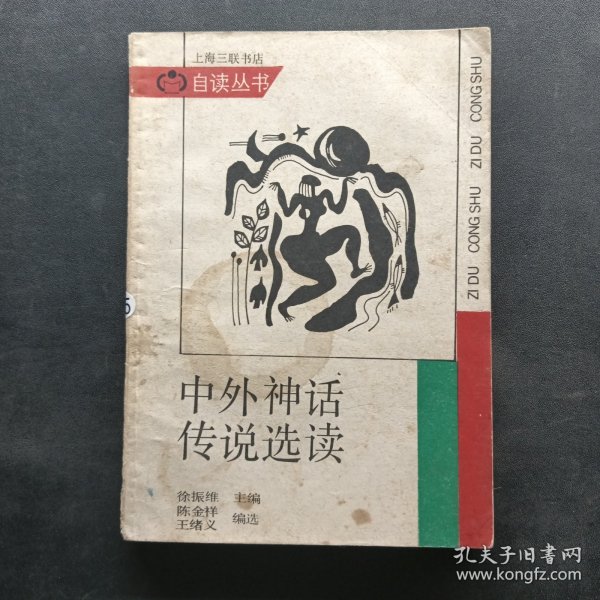 上海三联书店
自读丛书
ZI DU CONG SHU ZI DU CONG SHU
中外神话
传说选读
徐振维 主编
陈金祥
王绪义 编选
孔夫子旧书网
www.kongfz.com